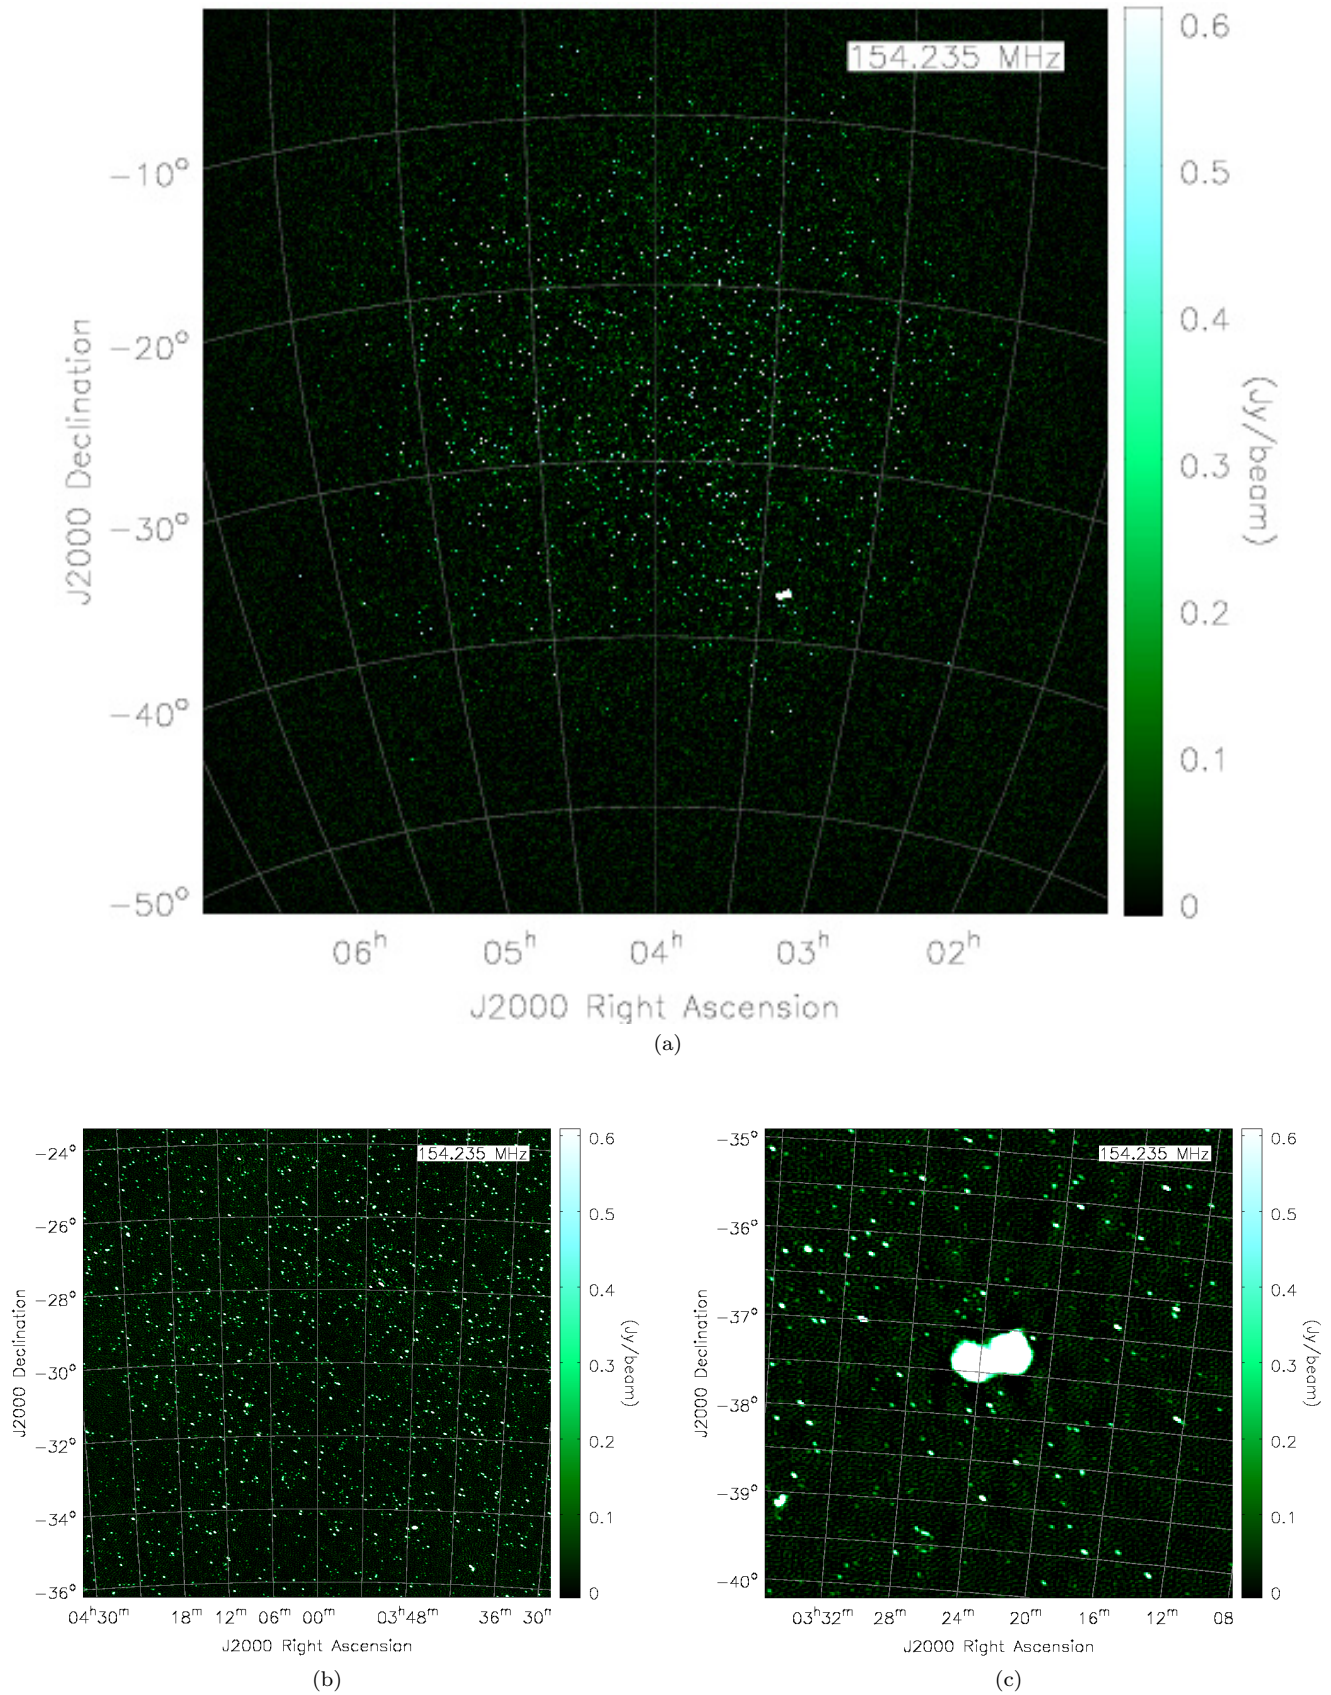 154.235 MHz
0.6
0.5
0.4
0.3
0.2
0.1
0
(Jy/beam)
−10°
−20°
−30°
−40°
−50°
J2000 Declination
06ʰ 05ʰ 04ʰ 03ʰ 02ʰ
J2000 Right Ascension
(a)
154.235 MHz
0.6
0.5
0.4
0.3
0.2
0.1
0
(Jy/beam)
−24°
−26°
−28°
−30°
−32°
−34°
−36°
J2000 Declination
04ʰ30ᵐ 18ᵐ 12ᵐ 06ᵐ 00ᵐ 03ʰ48ᵐ 36ᵐ 30ᵐ
J2000 Right Ascension
(b)
154.235 MHz
0.6
0.5
0.4
0.3
0.2
0.1
0
(Jy/beam)
−35°
−36°
−37°
−38°
−39°
−40°
J2000 Declination
03ʰ32ᵐ 28ᵐ 24ᵐ 20ᵐ 16ᵐ 12ᵐ 08
J2000 Right Ascension
(c)